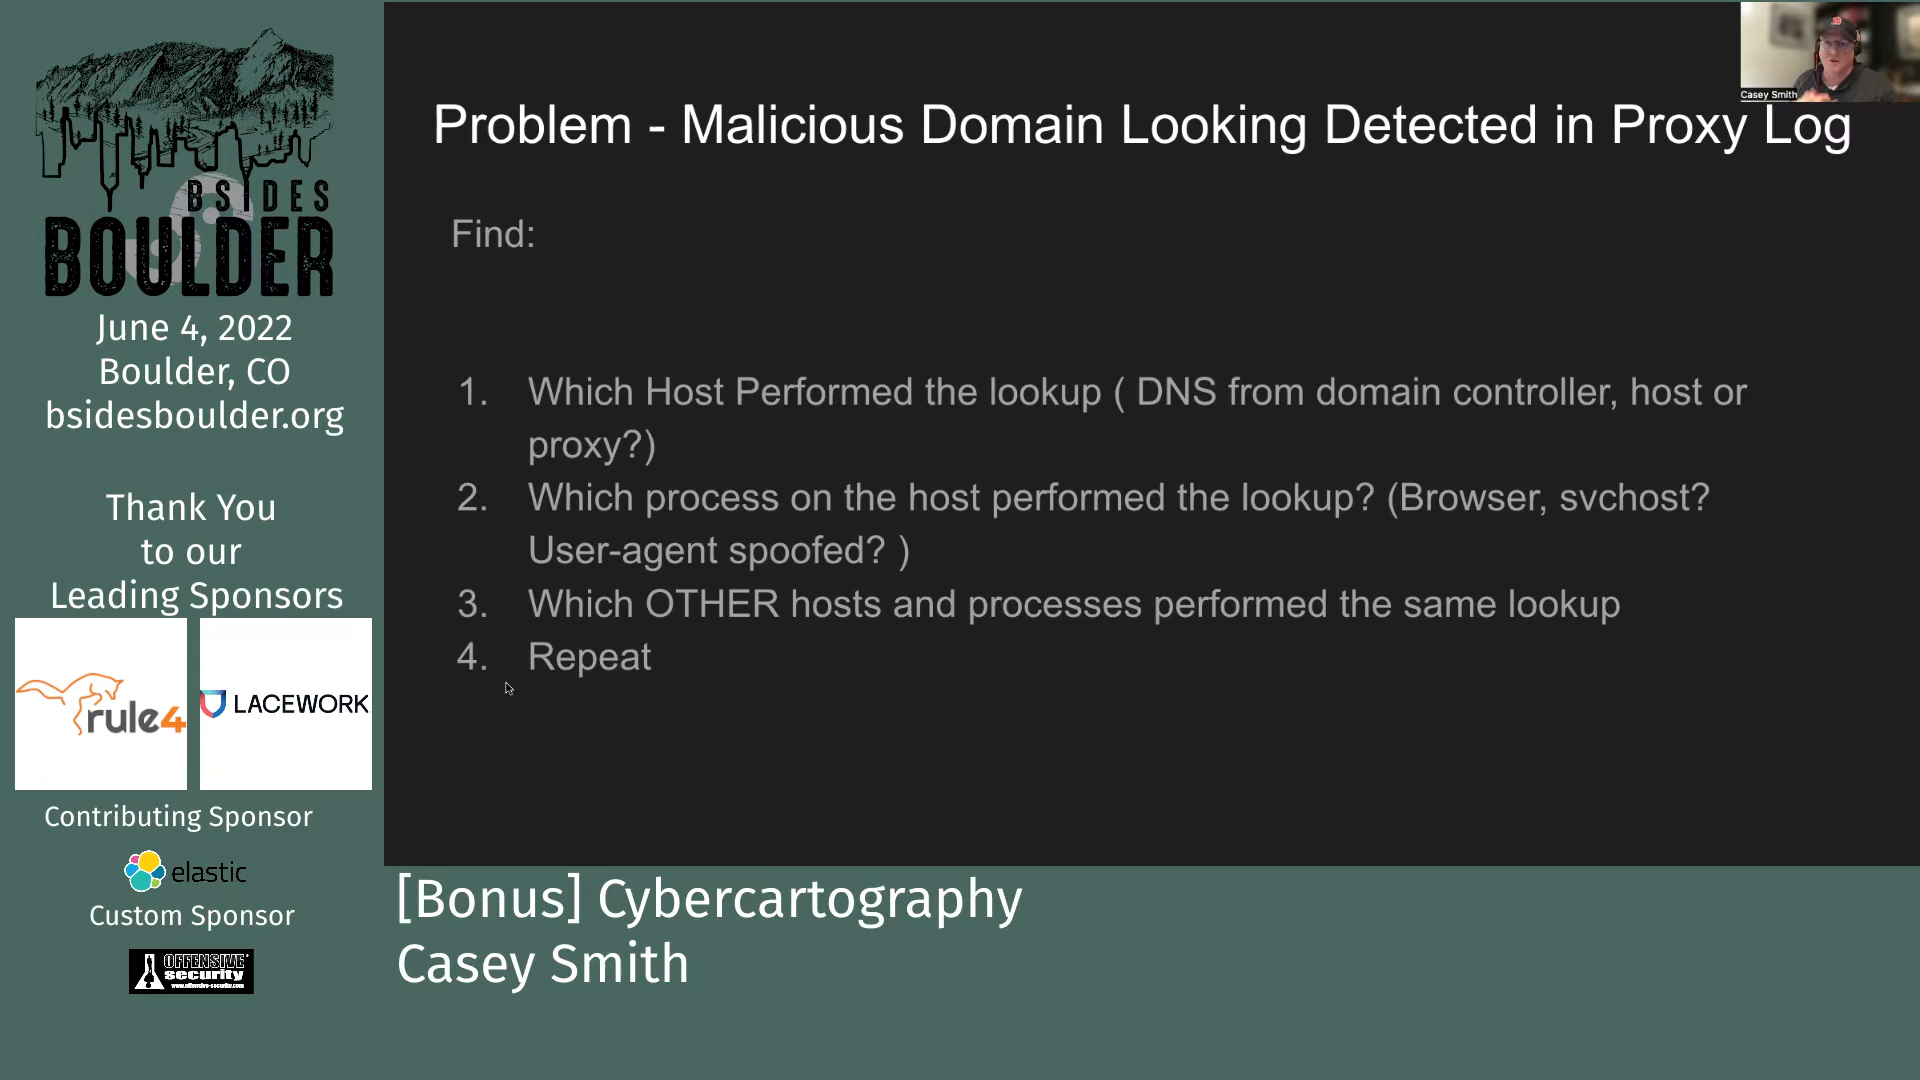 BSIDES
BOULDER
June 4, 2022
Boulder, CO
bsidesboulder.org
Thank You
to our
Leading Sponsors
rule4
LACEWORK
Contributing Sponsor
elastic
Custom Sponsor
OFFENSIVE
security
www.offensive-security.com
Casey Smith
Problem - Malicious Domain Looking Detected in Proxy Log
Find:
1. Which Host Performed the lookup ( DNS from domain controller, host or
proxy?)
2. Which process on the host performed the lookup? (Browser, svchost?
User-agent spoofed? )
3. Which OTHER hosts and processes performed the same lookup
4. Repeat
[Bonus] Cybercartography
Casey Smith